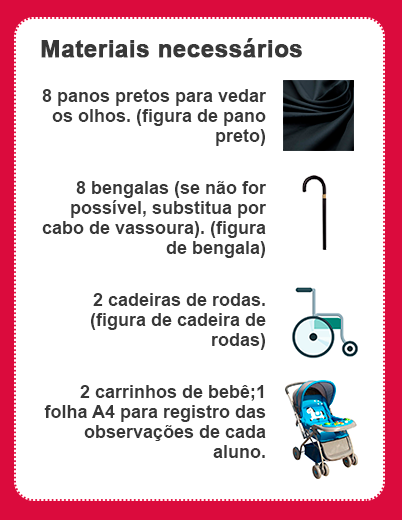 Materiais necessários
8 panos pretos para vedar
os olhos. (figura de pano
preto)
8 bengalas (se não for
possível, substitua por
cabo de vassoura). (figura
de bengala)
2 cadeiras de rodas.
(figura de cadeira de
rodas)
2 carrinhos de bebê;1
folha A4 para registro das
observações de cada
aluno.